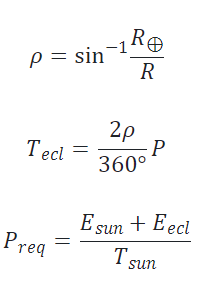 ρ = sin⁻¹ R⊕/R
T_ecl = 2ρ/360° P
P_req = (E_sun + E_ecl)/T_sun